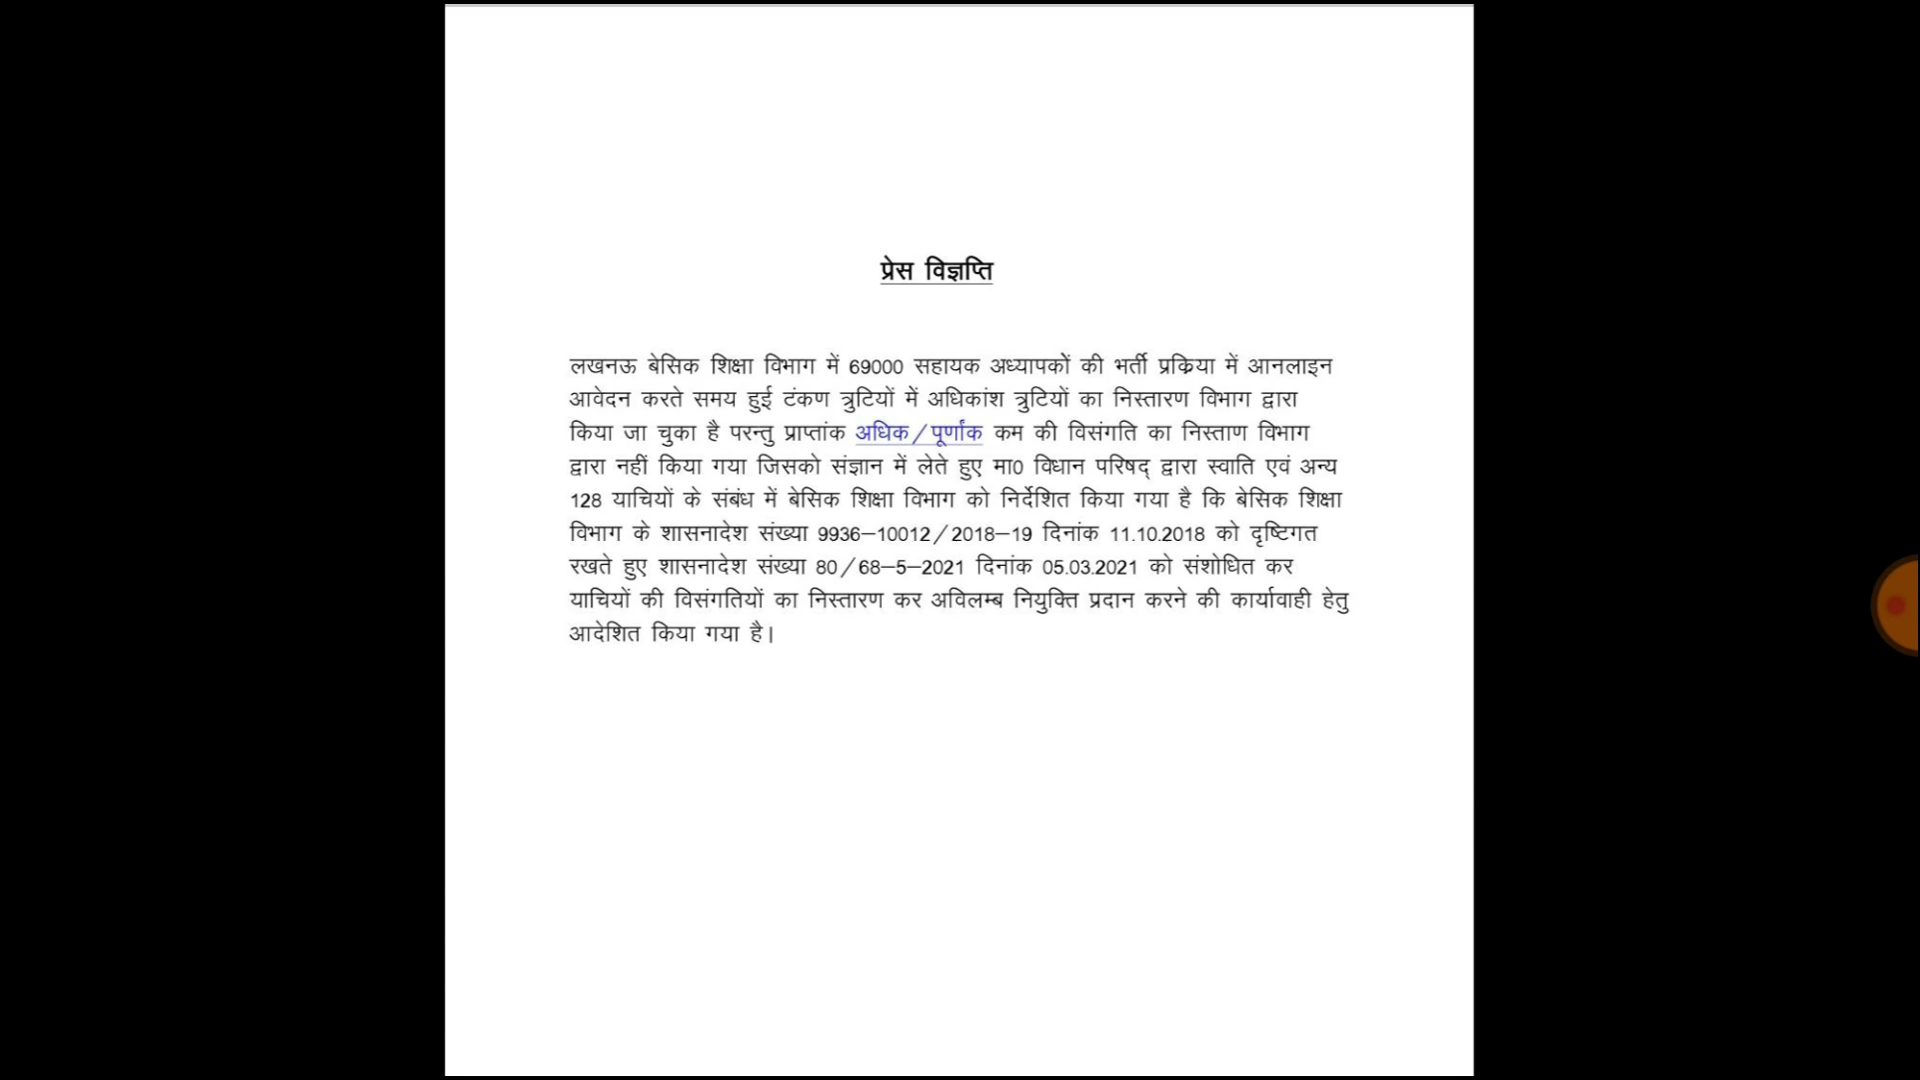 प्रेस विज्ञप्ति
लखनऊ बेसिक शिक्षा विभाग में 69000 सहायक अध्यापकों की भर्ती प्रक्रिया में आनलाइन
आवेदन करते समय हुई टंकण त्रुटियों में अधिकांश त्रुटियों का निस्तारण विभाग द्वारा
किया जा चुका है परन्तु प्राप्तांक अधिक/पूर्णांक कम की विसंगति का निस्ताण विभाग
द्वारा नहीं किया गया जिसको संज्ञान में लेते हुए मा0 विधान परिषद् द्वारा स्वाति एवं अन्य
128 याचियों के संबंध में बेसिक शिक्षा विभाग को निर्देशित किया गया है कि बेसिक शिक्षा
विभाग के शासनादेश संख्या 9936–10012/2018–19 दिनांक 11.10.2018 को दृष्टिगत
रखते हुए शासनादेश संख्या 80/68–5–2021 दिनांक 05.03.2021 को संशोधित कर
याचियों की विसंगतियों का निस्तारण कर अविलम्ब नियुक्ति प्रदान करने की कार्यावाही हेतु
आदेशित किया गया है।